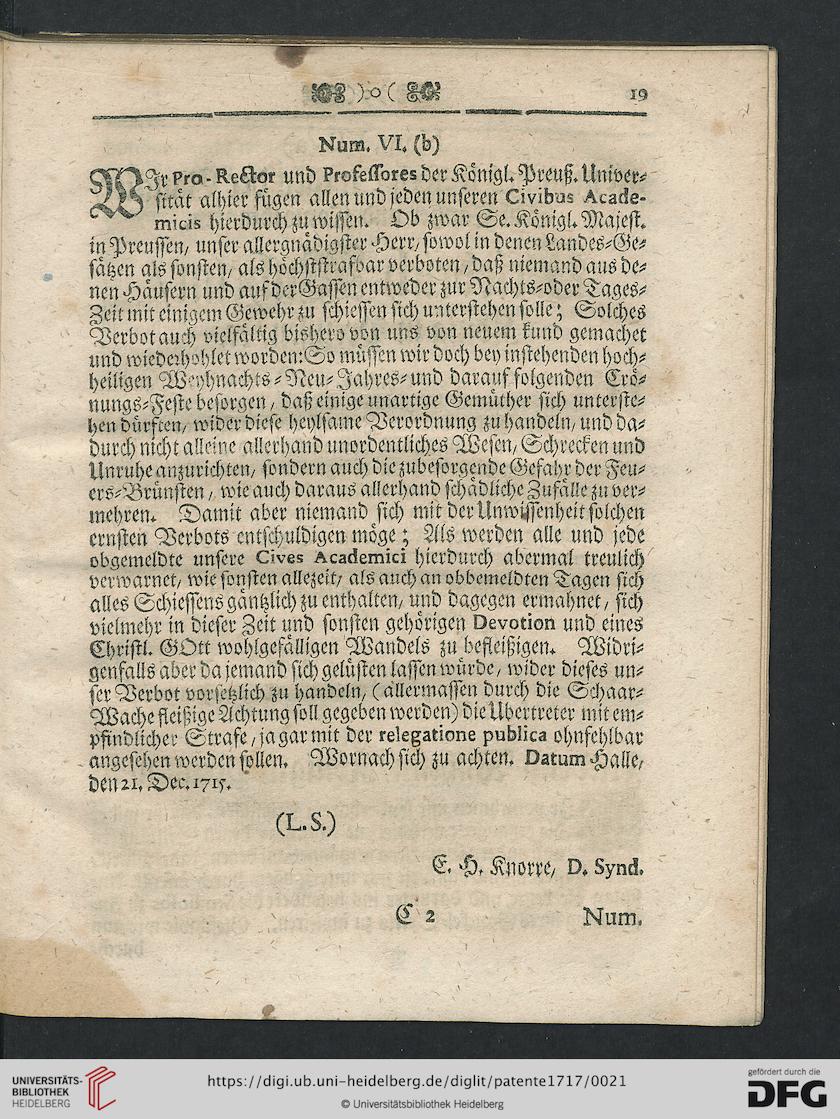 )o( 19
Num. VI. (b)
WIr Pro-Rector und Professores der Königl. Preuß. Univer-
sität alhier fügen allen und jeden unseren Civibus Acade-
micis hierdurch zu wissen. Ob zwar Se. Königl. Majest.
in Preussen, unser allergnädigster Herr/ sowol in denen Landes-Ge-
sätzen als sonsten/ als höchststrafbar verboten/ daß niemand aus de-
nen Häusern und auf der Gassen entweder zur Nachts- oder Tages-
Zeit mit einigem Gewehr zu schiessen sich unterstehen solle; Solches
Verbot auch vielfältig bishero von uns von neuem kund gemachet
und wiederhohlet worden: So müssen wir doch bey instehenden hoch-
heiligen Weyhnachts-Neu-Jahres- und darauf folgenden Crö-
nungs-Feste besorgen/ daß einige unartige Gemüther sich unterste-
hen dürften/ wider diese heylsame Verordnung zu handeln/ und da-
durch nicht alleine allerhand unordentliches Wesen/ Schrecken und
Unruhe anzurichten/ sondern auch die zubesorgende Gefahr der Feu-
ers-Brünsten/ wie auch daraus allerhand schädliche Zufälle zu ver-
mehren. Damit aber niemand sich mit der Unwissenheit solchen
ernsten Verbots entschuldigen möge; Als werden alle und jede
obgemeldte unsere Cives Academici hierdurch abermal treulich
verwarnet/ wie sonsten allezeit/ als auch an obbemeldten Tagen sich
alles Schiessens gäntzlich zu enthalten/ und dagegen ermahnet/ sich
vielmehr in dieser Zeit und sonsten gehörigen Devotion und eines
Christl. GOtt wohlgefälligen Wandels zu befleißigen. Widri-
genfalls aber da jemand sich gelüsten lassen würde/ wider dieses un-
ser Verbot vorsetzlich zu handeln/ (allermassen durch die Schaar-
Wache fleißige Achtung soll gegeben werden) die Ubertreter mit em-
pfindlicher Strafe/ ja gar mit der relegatione publica ohnfehlbar
angesehen werden sollen. Wornach sich zu achten. Datum Halle/
den 21. Dec. 1715.
(L. S.)
E. H. Knorre/ D. Synd.
C 2 Num.
UNIVERSITÄTS-
BIBLIOTHEK
HEIDELBERG
https://digi.ub.uni-heidelberg.de/diglit/patente1717/0021
© Universitätsbibliothek Heidelberg
gefördert durch die
DFG